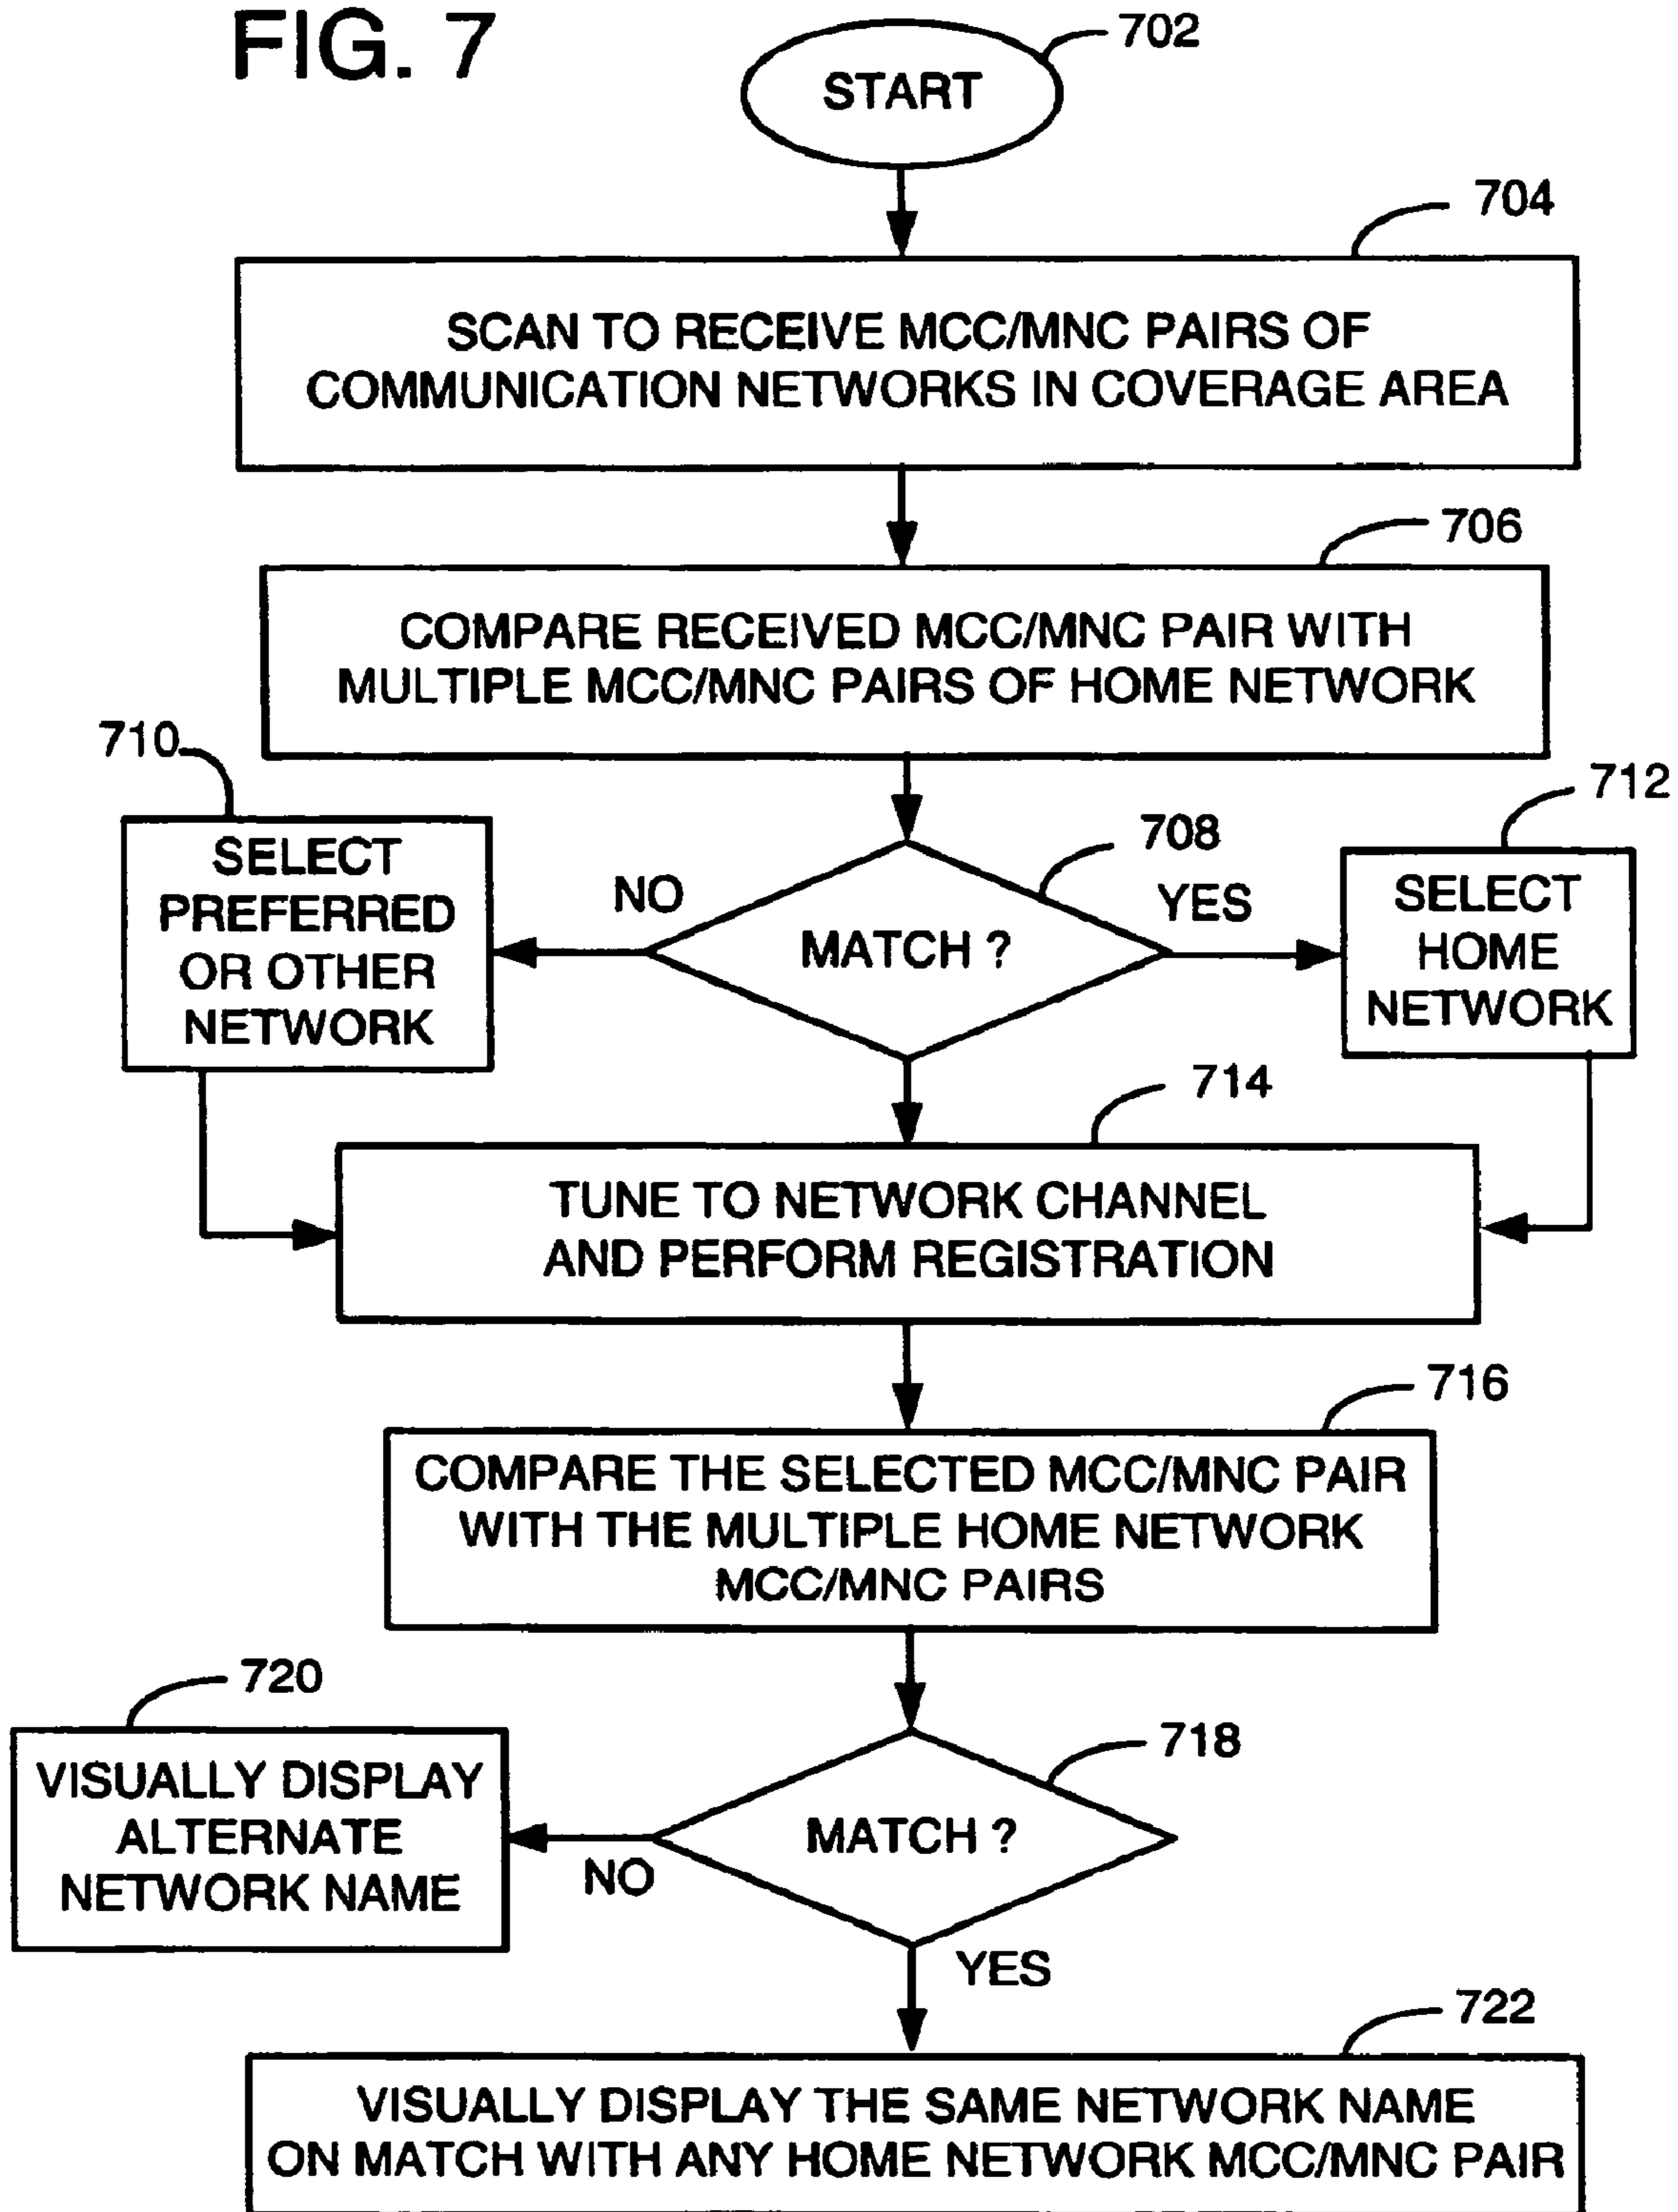 FIG. 7
702
START
704
SCAN TO RECEIVE MCC/MNC PAIRS OF
COMMUNICATION NETWORKS IN COVERAGE AREA
706
COMPARE RECEIVED MCC/MNC PAIR WITH
MULTIPLE MCC/MNC PAIRS OF HOME NETWORK
710
SELECT
PREFERRED
OR OTHER
NETWORK
NO
708
MATCH ?
YES
712
SELECT
HOME
NETWORK
714
TUNE TO NETWORK CHANNEL
AND PERFORM REGISTRATION
716
COMPARE THE SELECTED MCC/MNC PAIR
WITH THE MULTIPLE HOME NETWORK
MCC/MNC PAIRS
720
VISUALLY DISPLAY
ALTERNATE
NETWORK NAME
NO
718
MATCH ?
YES
722
VISUALLY DISPLAY THE SAME NETWORK NAME
ON MATCH WITH ANY HOME NETWORK MCC/MNC PAIR